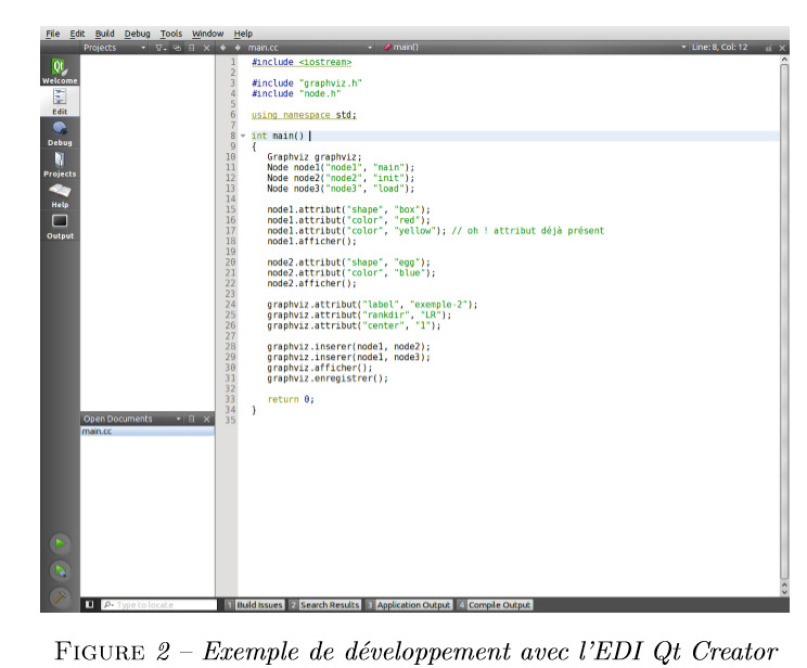 File Edit Build Debug Tools Window Help
Projects main.cc main() Line: 8, Col: 12
Qt
Welcome
Edit
Debug
Projects
Help
Output
1 #include <iostream>
2
3 #include "graphviz.h"
4 #include "node.h"
5
6 using namespace std;
7
8 int main()
9 {
10 Graphviz graphviz;
11 Node node1("node1", "main");
12 Node node2("node2", "init");
13 Node node3("node3", "load");
14
15 node1.attribut("shape", "box");
16 node1.attribut("color", "red");
17 node1.attribut("color", "yellow"); // oh ! attribut déjà présent
18 node1.afficher();
19
20 node2.attribut("shape", "egg");
21 node2.attribut("color", "blue");
22 node2.afficher();
23
24 graphviz.attribut("label", "exemple-2");
25 graphviz.attribut("rankdir", "LR");
26 graphviz.attribut("center", "1");
27
28 graphviz.inserer(node1, node2);
29 graphviz.inserer(node1, node3);
30 graphviz.afficher();
31 graphviz.enregistrer();
32
33 return 0;
34 }
35
Open Documents
main.cc
Type to locate 1 Build Issues 2 Search Results 3 Application Output 4 Compile Output
FIGURE 2 – Exemple de développement avec l'EDI Qt Creator